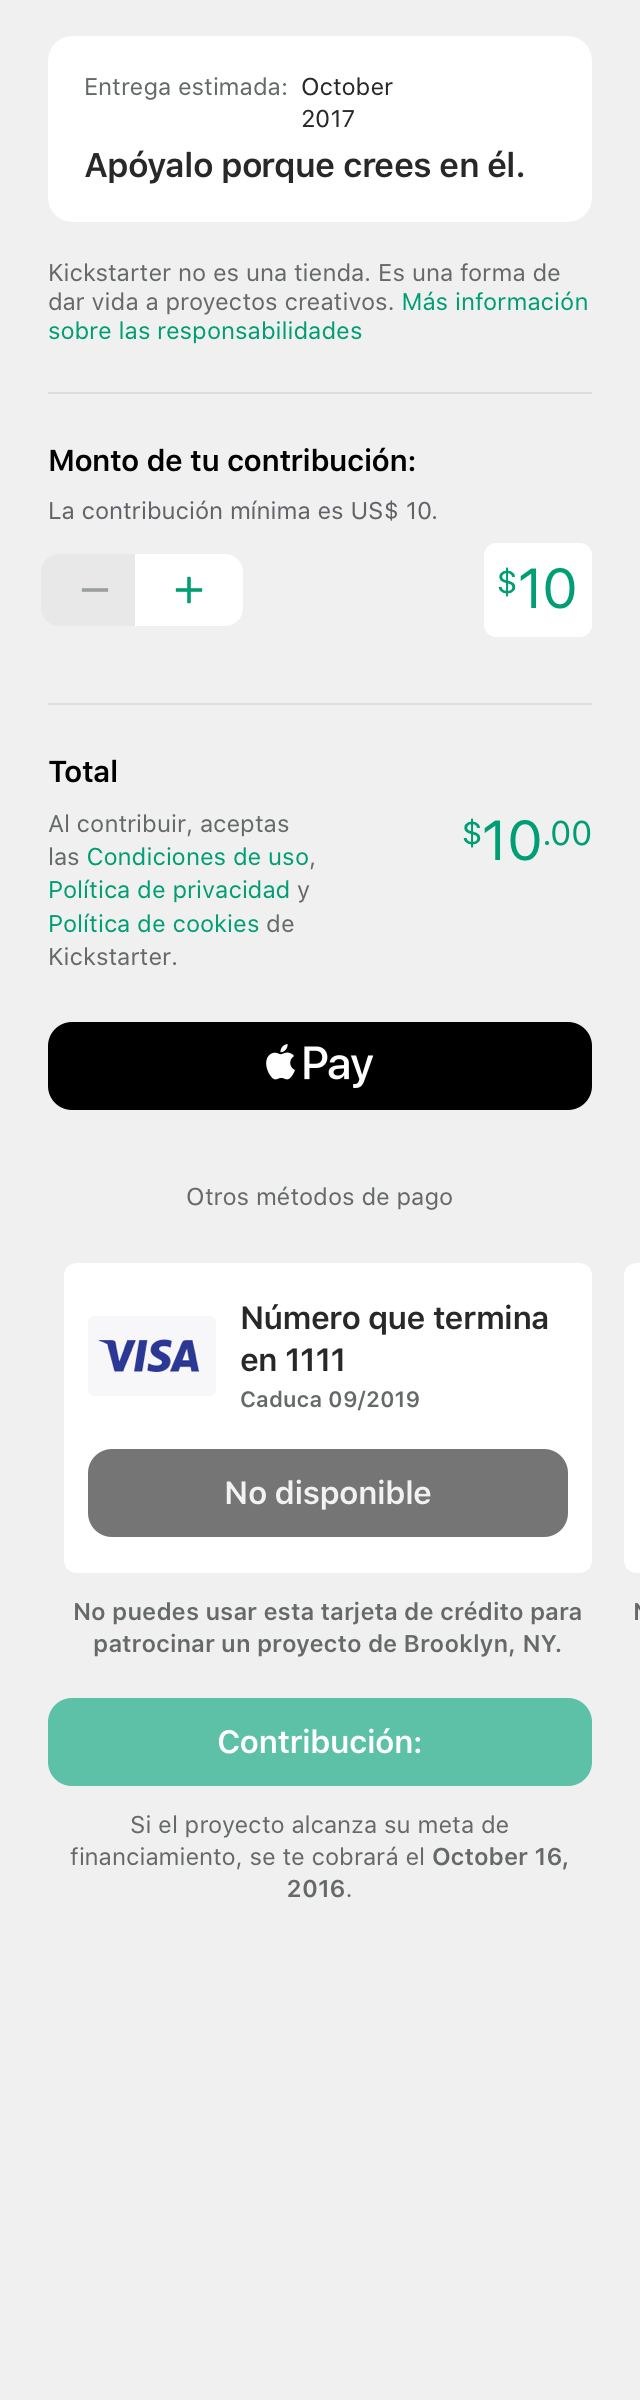 Entrega estimada: October
2017
Apóyalo porque crees en él.
Kickstarter no es una tienda. Es una forma de
dar vida a proyectos creativos. Más información
sobre las responsabilidades
Monto de tu contribución:
La contribución mínima es US$ 10.
− +
$10
Total
Al contribuir, aceptas
las Condiciones de uso,
Política de privacidad y
Política de cookies de
Kickstarter.
$10.00
Pay
Otros métodos de pago
VISA
Número que termina
en 1111
Caduca 09/2019
No disponible
No puedes usar esta tarjeta de crédito para
patrocinar un proyecto de Brooklyn, NY.
Contribución:
Si el proyecto alcanza su meta de
financiamiento, se te cobrará el October 16,
2016.